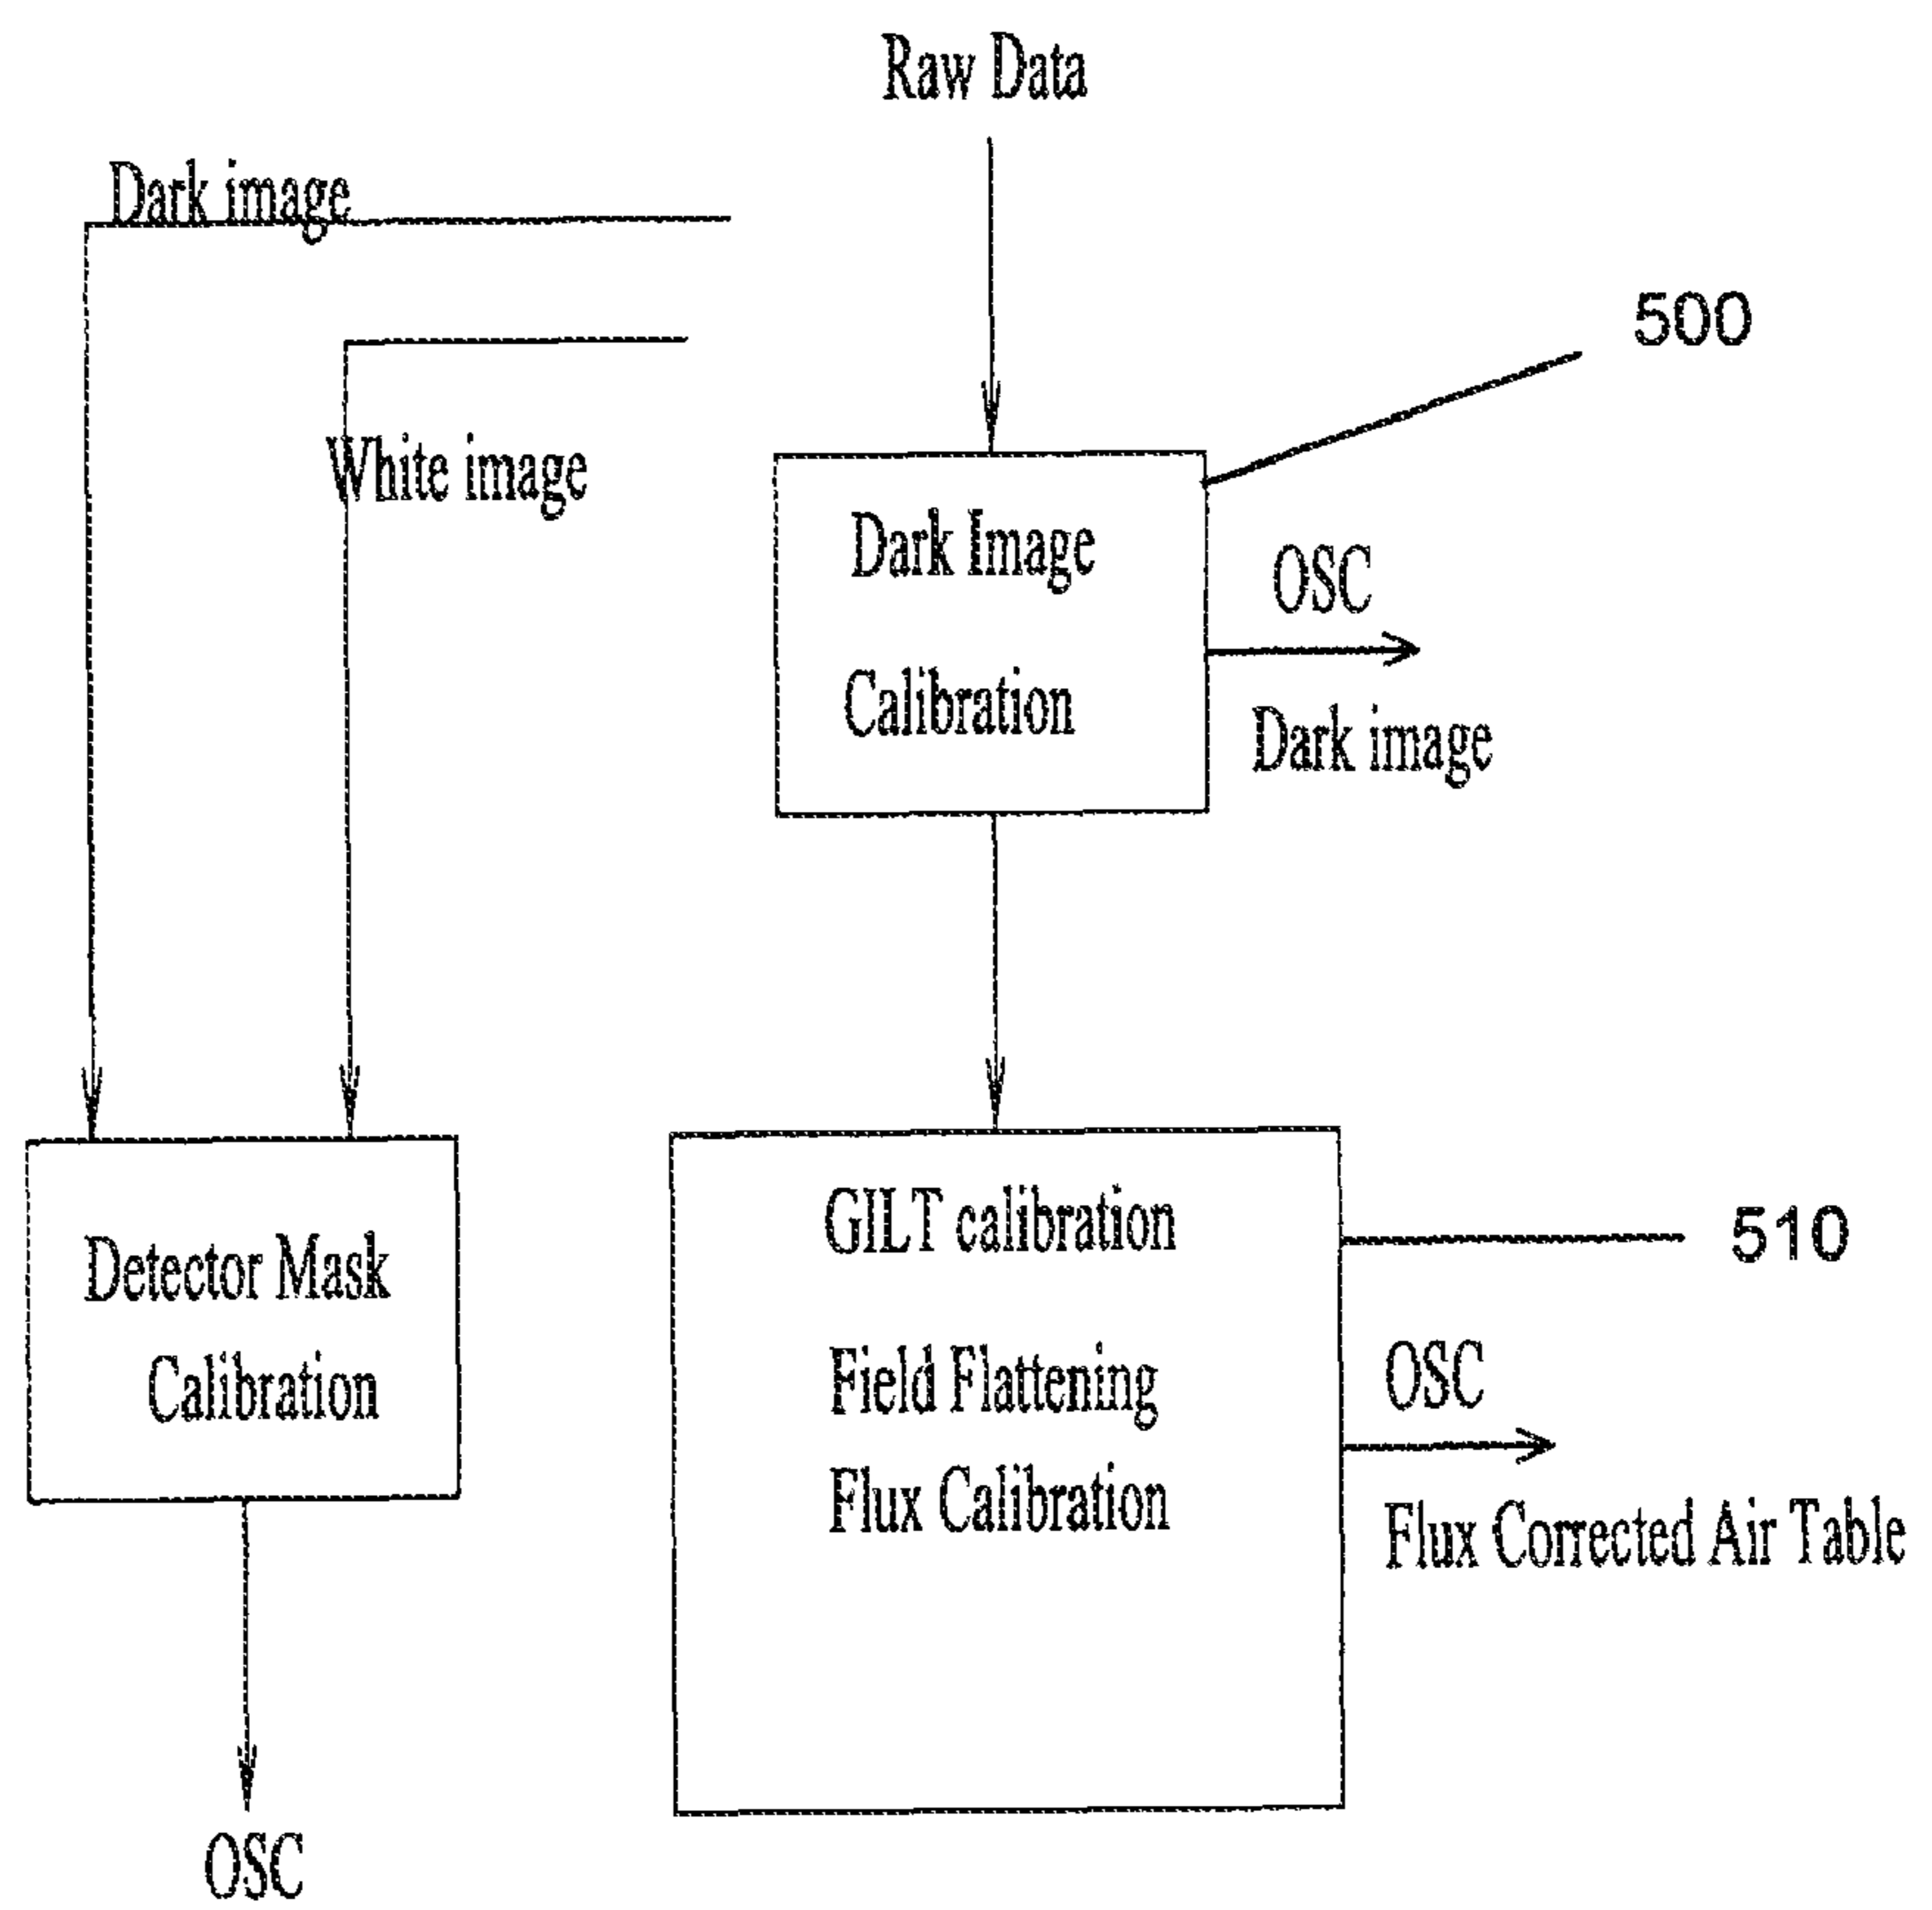 Raw Data
Dark image
500
White image
Dark Image
Calibration
OSC
Dark image
GILT calibration
Field Flattening
Flux Calibration
510
OSC
Flux Corrected Air Table
Detector Mask
Calibration
OSC